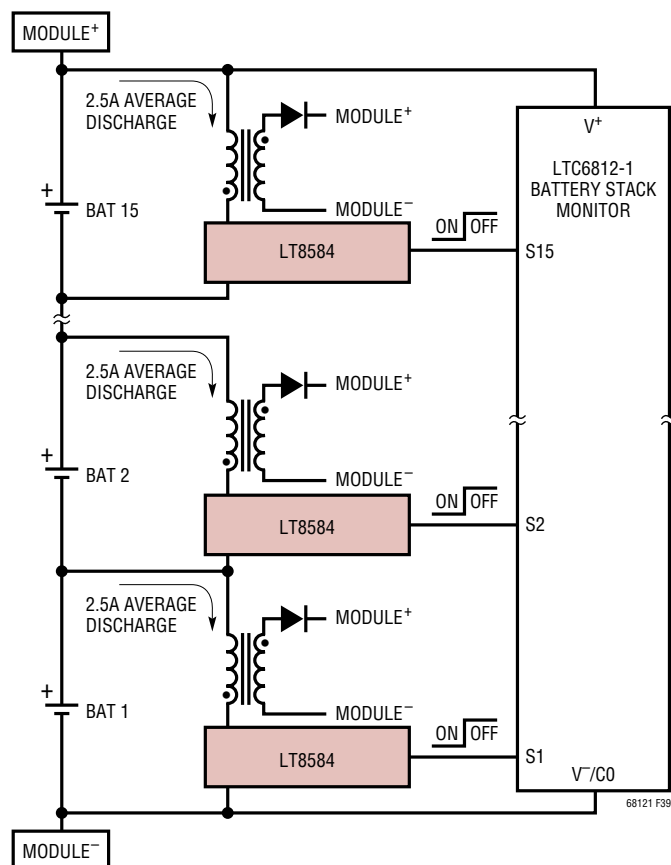 MODULE+
2.5A AVERAGE
DISCHARGE
MODULE+
V+
LTC6812-1
BATTERY STACK
MONITOR
+
BAT 15
MODULE–
ON OFF
LT8584
S15
2.5A AVERAGE
DISCHARGE
MODULE+
+
BAT 2
MODULE–
ON OFF
LT8584
S2
2.5A AVERAGE
DISCHARGE
MODULE+
+
BAT 1
MODULE–
ON OFF
LT8584
S1
V–/C0
68121 F39
MODULE–